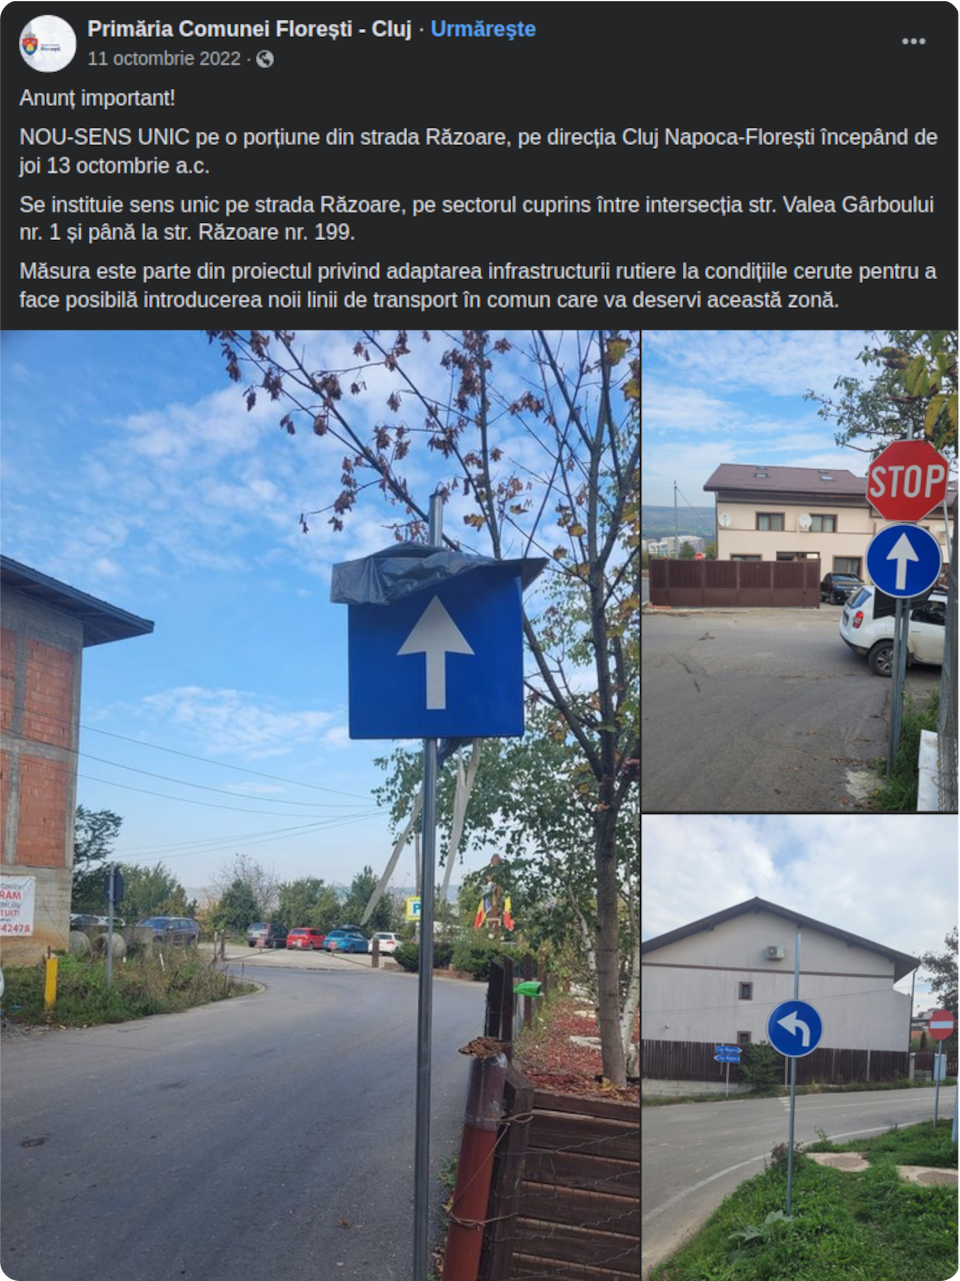 Primăria Comunei Florești - Cluj · Urmărește
11 octombrie 2022 ·
Anunț important!
NOU-SENS UNIC pe o porțiune din strada Răzoare, pe direcția Cluj Napoca-Florești începând de
joi 13 octombrie a.c.
Se instituie sens unic pe strada Răzoare, pe sectorul cuprins între intersecția str. Valea Gârboului
nr. 1 și până la str. Răzoare nr. 199.
Măsura este parte din proiectul privind adaptarea infrastructurii rutiere la condițiile cerute pentru a
face posibilă introducerea noii linii de transport în comun care va deservi această zonă.
STOP
P
RAM
42478